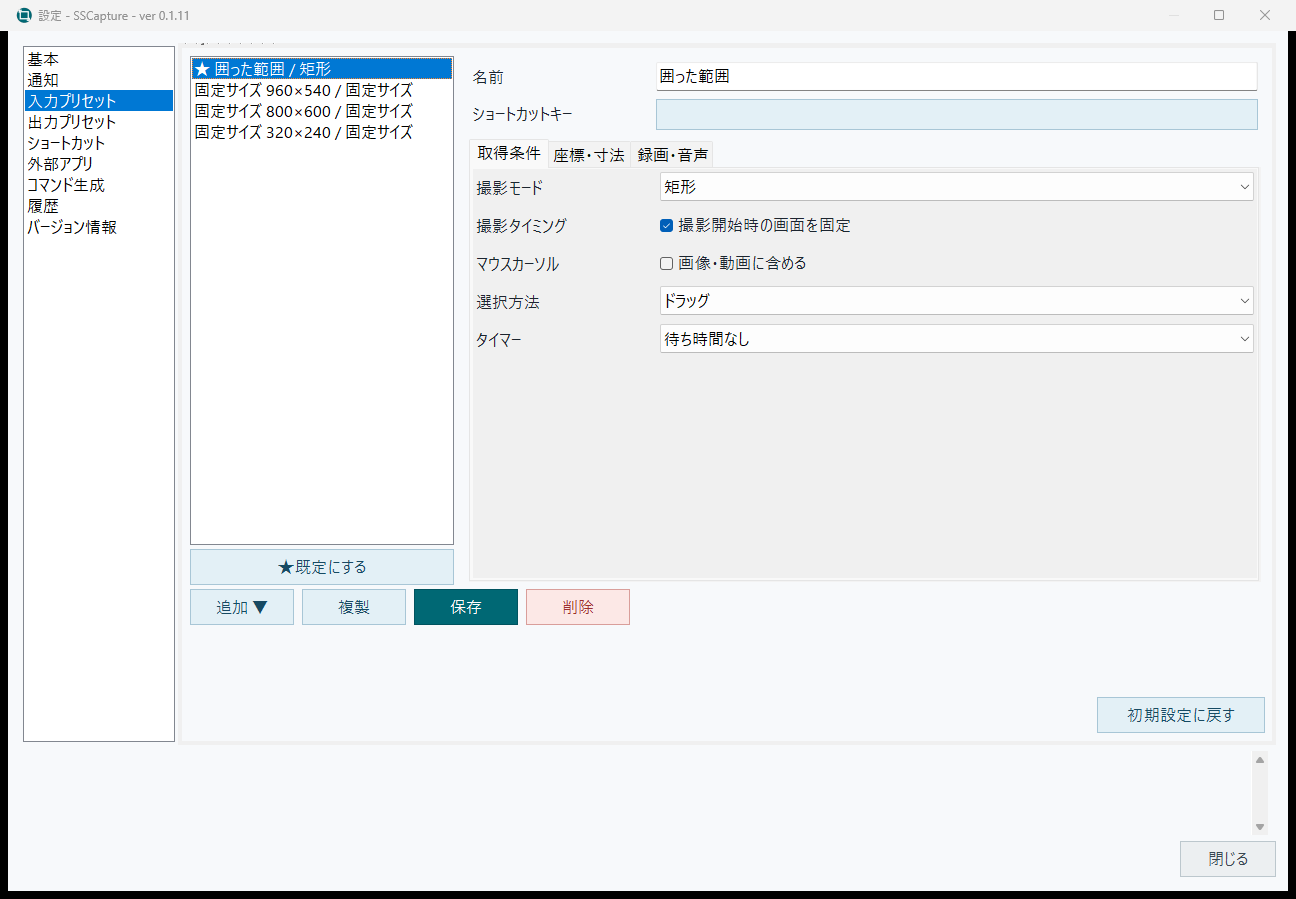 設定 - SSCapture - ver 0.1.11
基本
通知
入力プリセット
出力プリセット
ショートカット
外部アプリ
コマンド生成
履歴
バージョン情報
★ 囲った範囲 / 矩形
固定サイズ 960×540 / 固定サイズ
固定サイズ 800×600 / 固定サイズ
固定サイズ 320×240 / 固定サイズ
★既定にする
追加 ▼
複製
保存
削除
名前
囲った範囲
ショートカットキー
取得条件
座標・寸法
録画・音声
撮影モード
矩形
撮影タイミング
撮影開始時の画面を固定
マウスカーソル
画像・動画に含める
選択方法
ドラッグ
タイマー
待ち時間なし
初期設定に戻す
閉じる